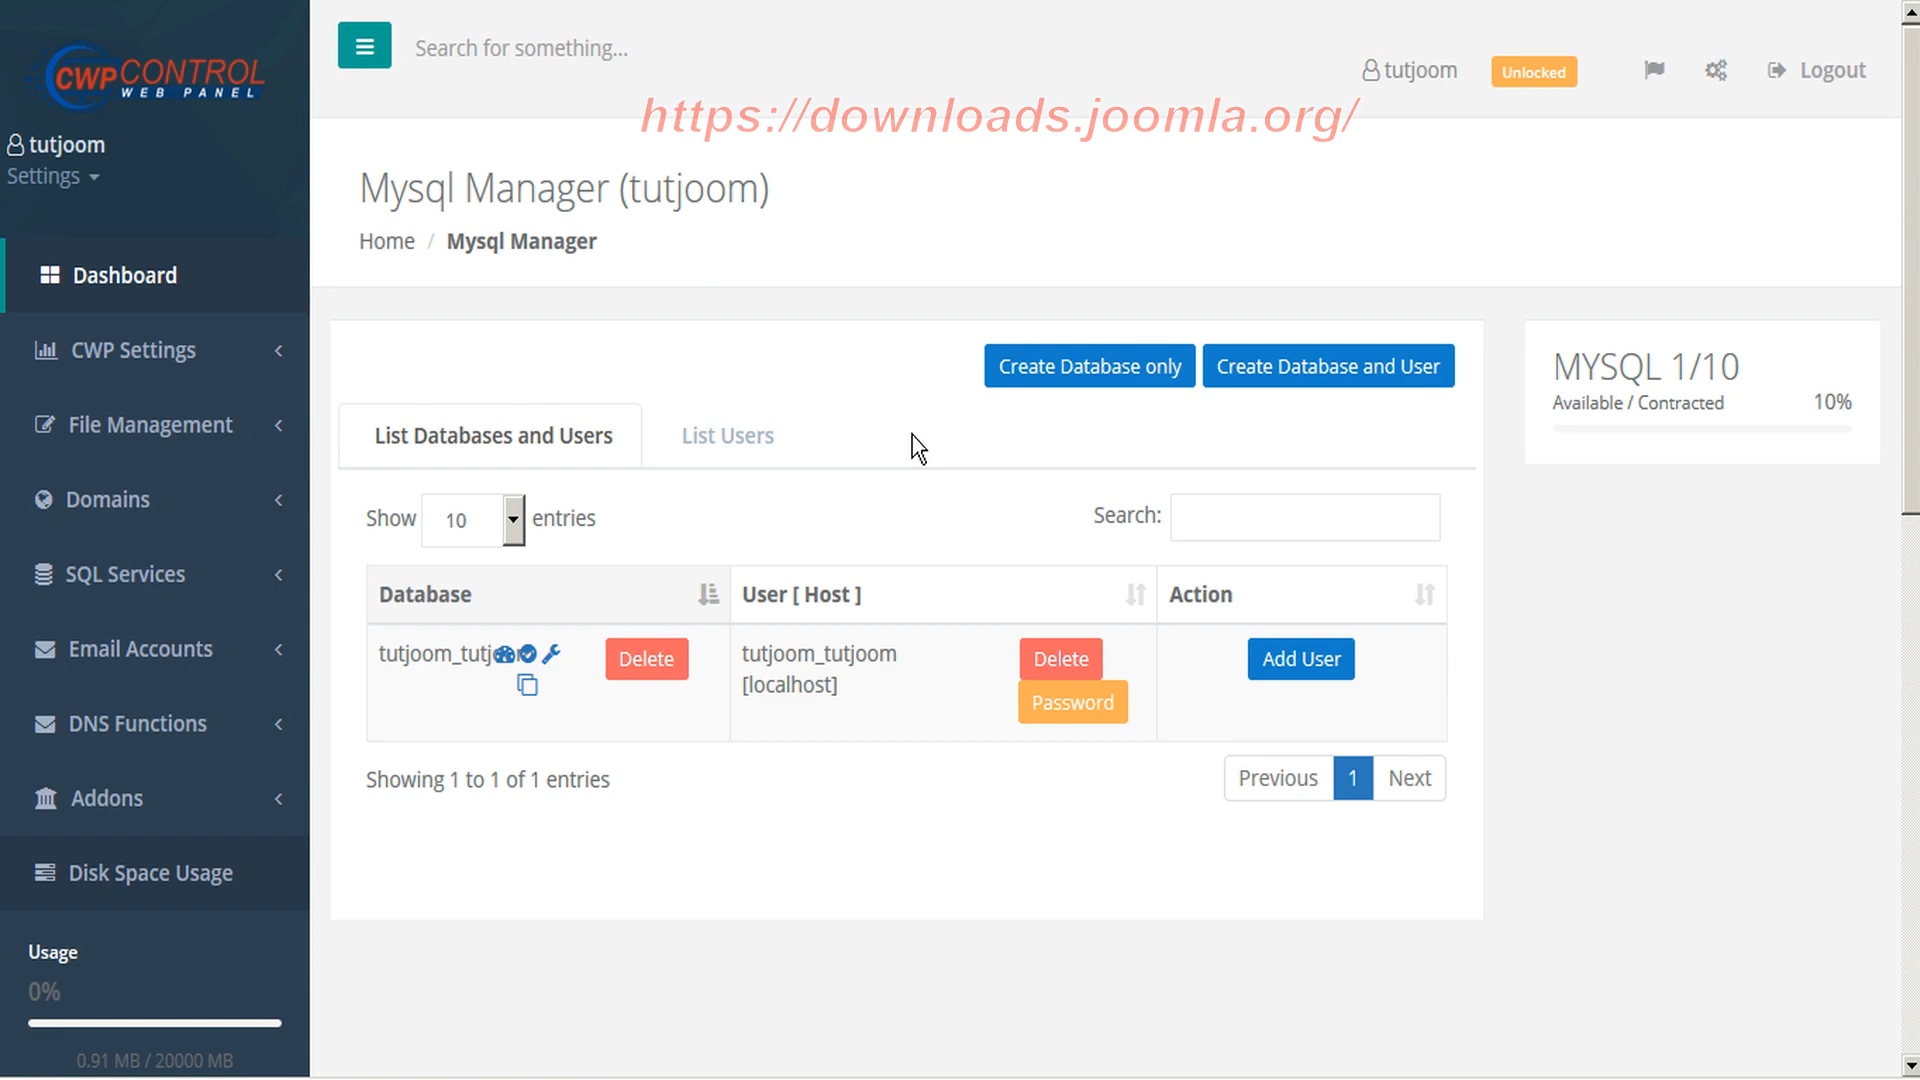 CWP CONTROL
WEB PANEL
tutjoom
Settings
Dashboard
CWP Settings
File Management
Domains
SQL Services
Email Accounts
DNS Functions
Addons
Disk Space Usage
Usage
0%
0.91 MB / 20000 MB
Search for something...
tutjoom
Unlocked
Logout
https://downloads.joomla.org/
Mysql Manager (tutjoom)
Home / Mysql Manager
Create Database only
Create Database and User
List Databases and Users
List Users
Show 10 entries
Search:
Database
User [ Host ]
Action
Delete
tutjoom_tutjoom
[localhost]
Delete
Password
Add User
Showing 1 to 1 of 1 entries
Previous 1 Next
MYSQL 1/10
Available / Contracted 10%